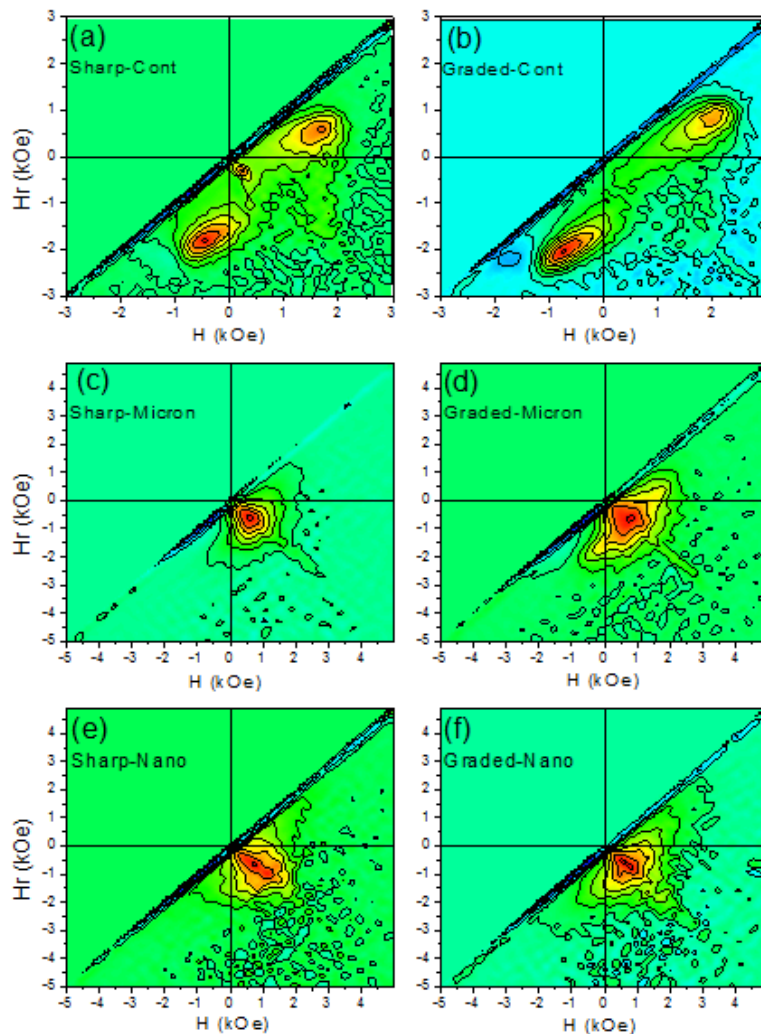 (a)
Sharp-Cont
(b)
Graded-Cont
Hr (kOe)
3
2
1
0
-1
-2
-3
3
2
1
0
-1
-2
-3
-3 -2 -1 0 1 2 3
-2 -1 0 1 2
H (kOe)
H (kOe)
(c)
Sharp-Micron
(d)
Graded-Micron
Hr (kOe)
4
3
2
1
0
-1
-2
-3
-4
-5
4
3
2
1
0
-1
-2
-3
-4
-5
-5 -4 -3 -2 -1 0 1 2 3 4
-5 -4 -3 -2 -1 0 1 2 3 4
H (kOe)
H (kOe)
(e)
Sharp-Nano
(f)
Graded-Nano
Hr (kOe)
4
3
2
1
0
-1
-2
-3
-4
-5
4
3
2
1
0
-1
-2
-3
-4
-5
-5 -4 -3 -2 -1 0 1 2 3 4
-5 -4 -3 -2 -1 0 1 2 3 4
H (kOe)
H (kOe)